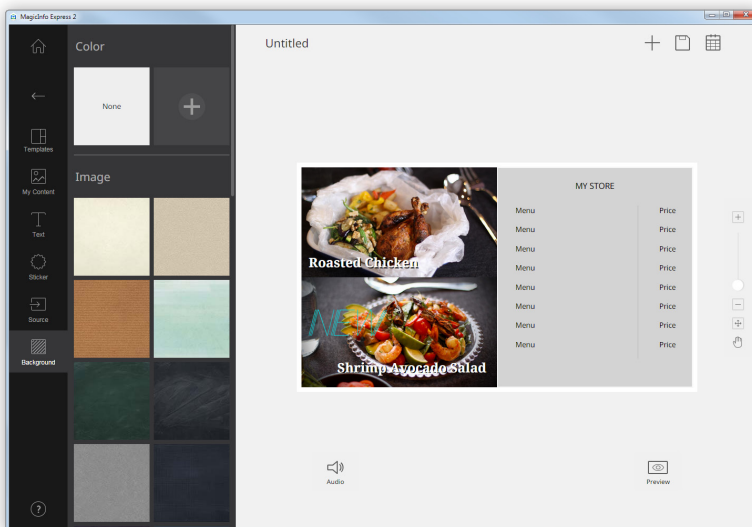 MagicInfo Express 2
Untitled
Templates
My Content
Text
Sticker
Source
Background
?
Color
None
Image
Roasted Chicken
NEW
Shrimp Avocado Salad
MY STORE
Menu Price
Menu Price
Menu Price
Menu Price
Menu Price
Menu Price
Menu Price
Menu Price
Audio
Preview